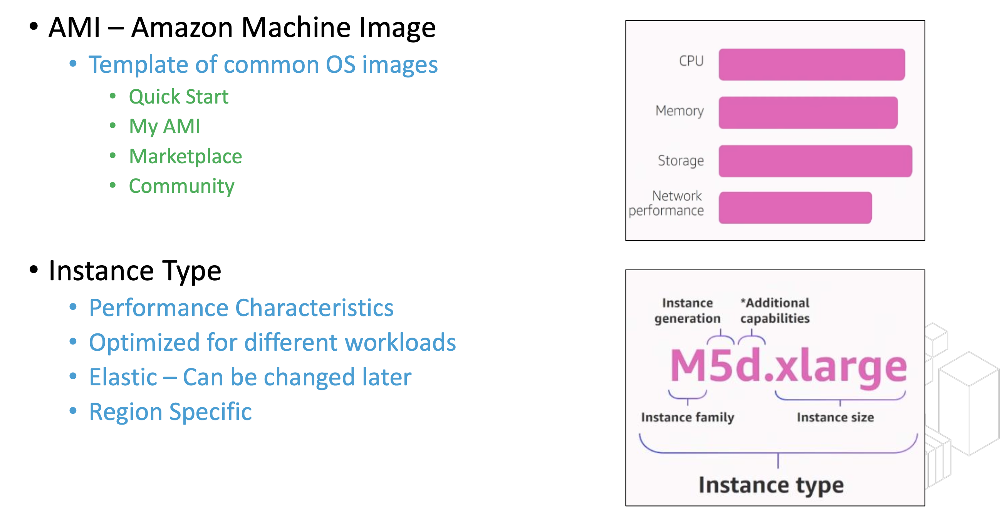 • AMI – Amazon Machine Image
• Template of common OS images
• Quick Start
• My AMI
• Marketplace
• Community
• Instance Type
• Performance Characteristics
• Optimized for different workloads
• Elastic – Can be changed later
• Region Specific
CPU
Memory
Storage
Network
performance
Instance
generation
*Additional
capabilities
M5d.xlarge
Instance family
Instance size
Instance type